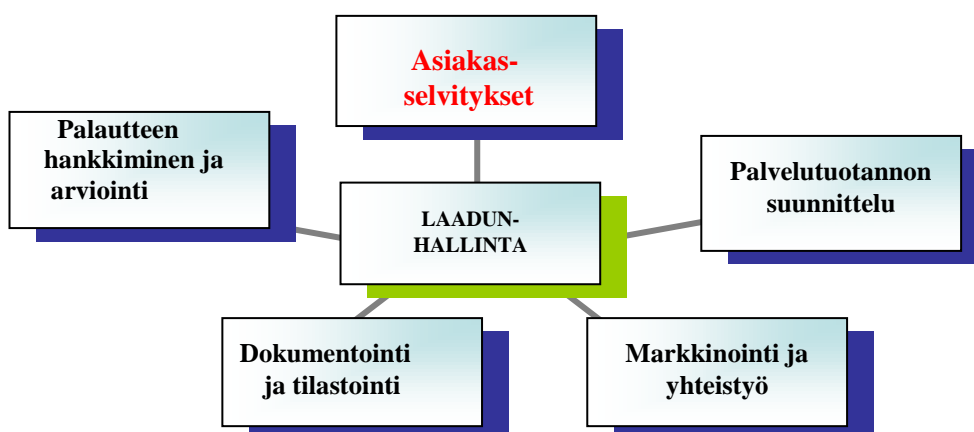 Asiakas-
selvitykset
Palautteen
hankkiminen ja
arviointi
Palvelutuotannon
suunnittelu
LAADUN-
HALLINTA
Dokumentointi
ja tilastointi
Markkinointi ja
yhteistyö